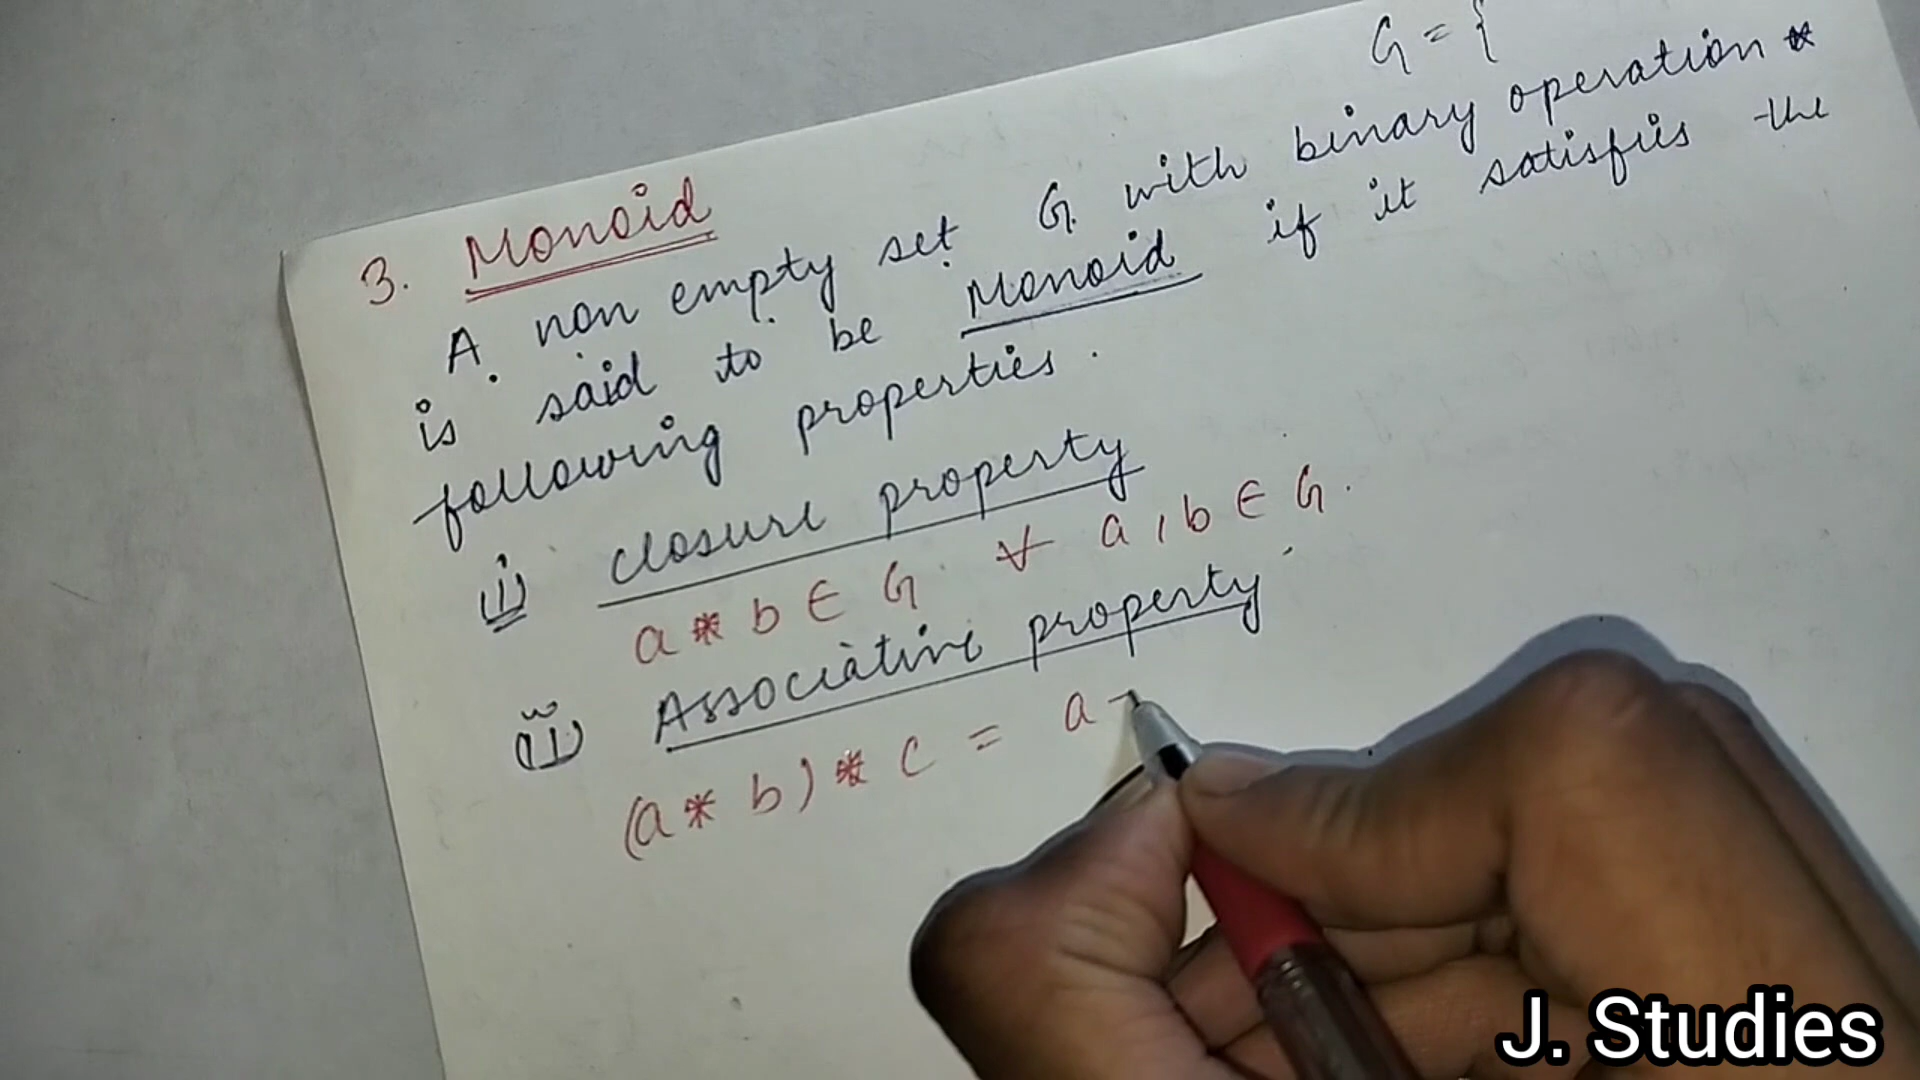 G = {
3. Monoid
A non empty set G with binary operation *
is said to be Monoid if it satisfies the
following properties.
(i) closure property
a * b ∈ G ∀ a, b ∈ G.
(ii) Associative property
(a * b) * c = a
J. Studies